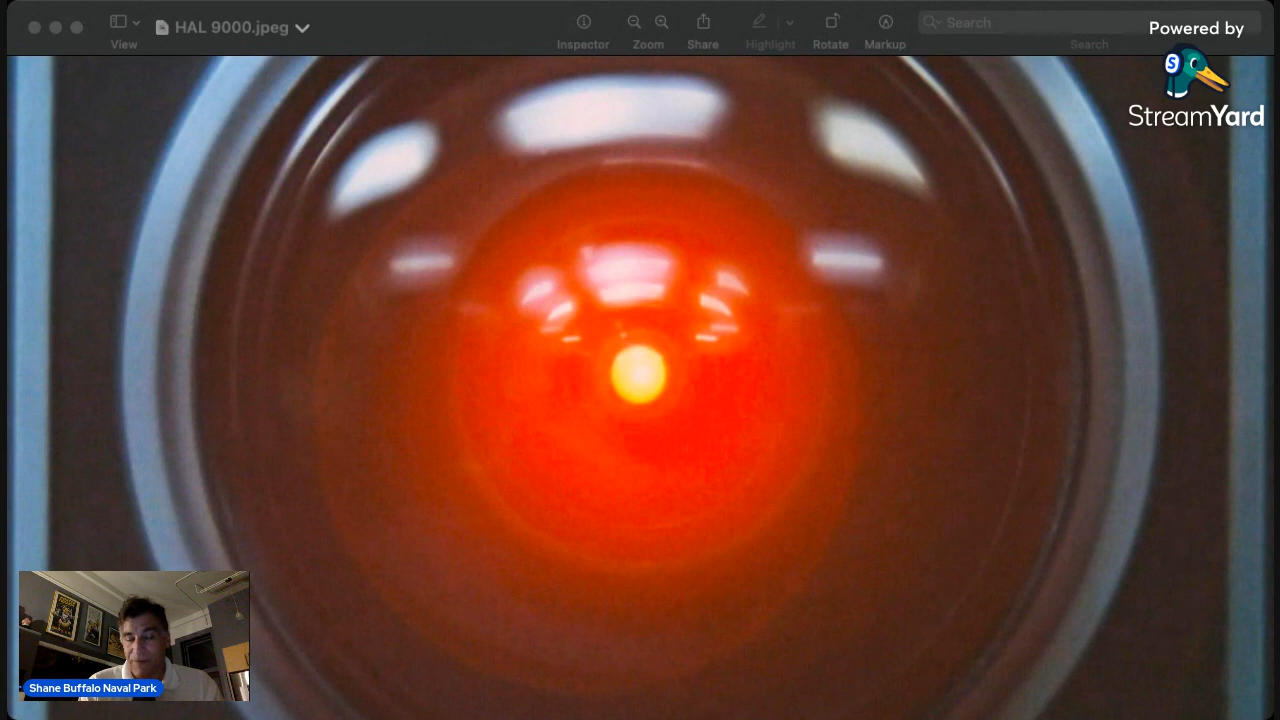 HAL 9000.jpeg
View
Inspector
Zoom
Share
Highlight
Rotate
Markup
Search
Search
Powered by
S
StreamYard
Shane Buffalo Naval Park